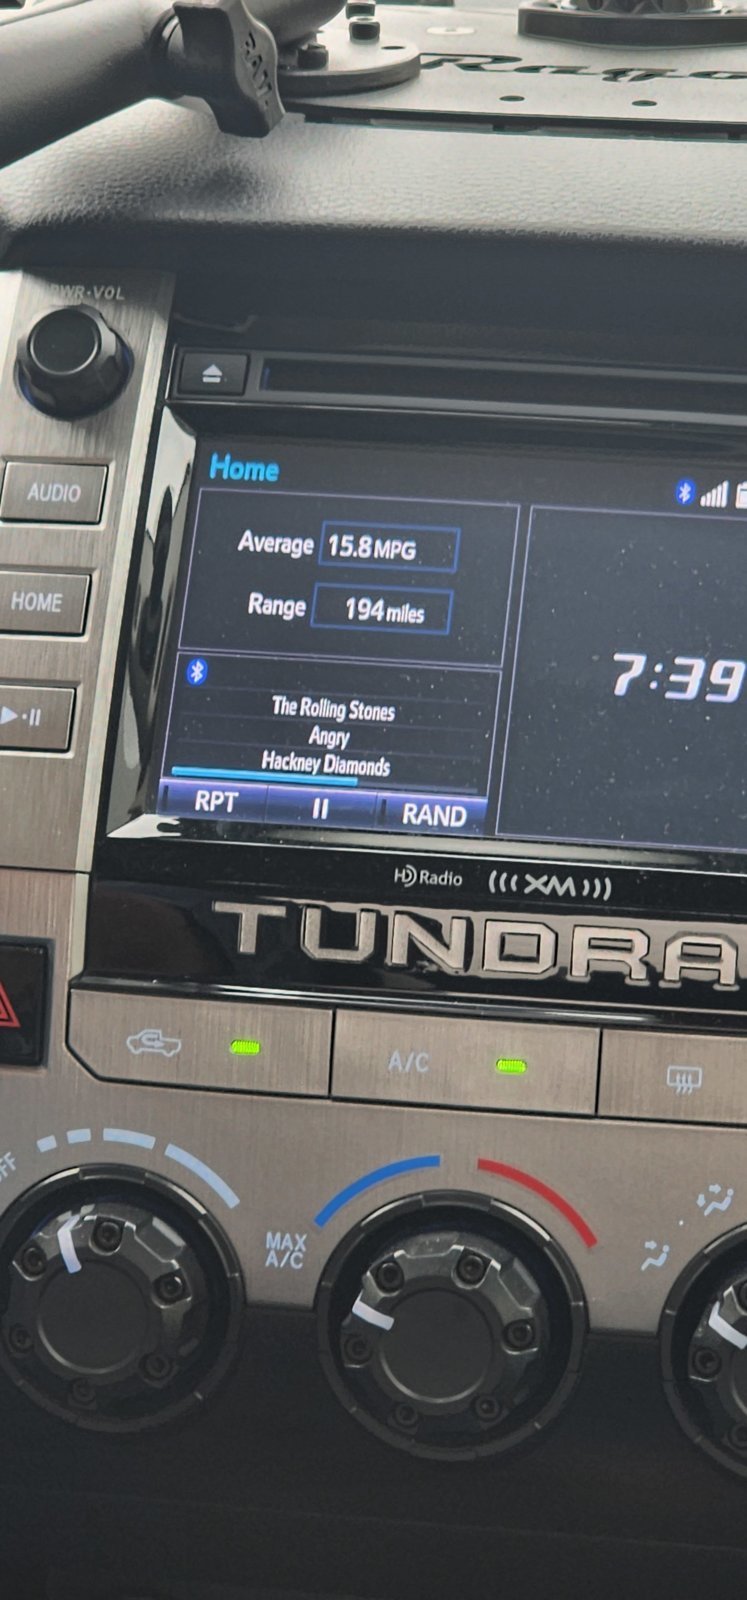 RAM
PWR·VOL
AUDIO
HOME
Home
Average 15.8 MPG
Range 194 miles
7:39
The Rolling Stones
Angry
Hackney Diamonds
RPT
RAND
HD Radio
XM
TUNDRA
A/C
MAX
A/C